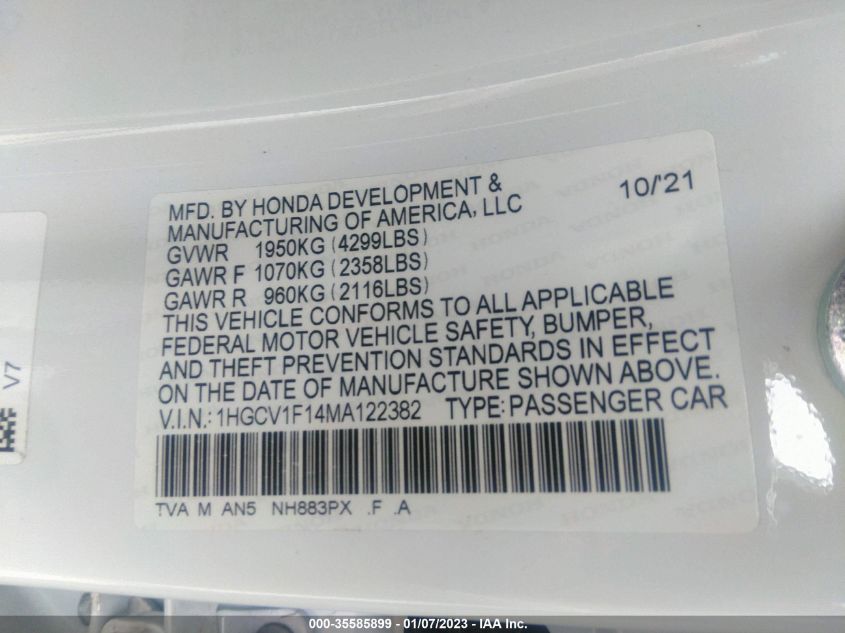 MFD. BY HONDA DEVELOPMENT & 10/'21
MANUFACTURING OF AMERICA, LLC
GVWR 1950KG (4299LBS)
GAWR F 1070KG (2358LBS)
GAWR R 960KG (2116LBS)
THIS VEHICLE CONFORMS TO ALL APPLICABLE
FEDERAL MOTOR VEHICLE SAFETY, BUMPER,
AND THEFT PREVENTION STANDARDS IN EFFECT
ON THE DATE OF MANUFACTURE SHOWN ABOVE.
V.I.N.: 1HGCV1F14MA122382 TYPE: PASSENGER CAR
TVA M AN5 NH883PX .F .A
V7
000-35585899 - 01/07/2023 - IAA Inc.